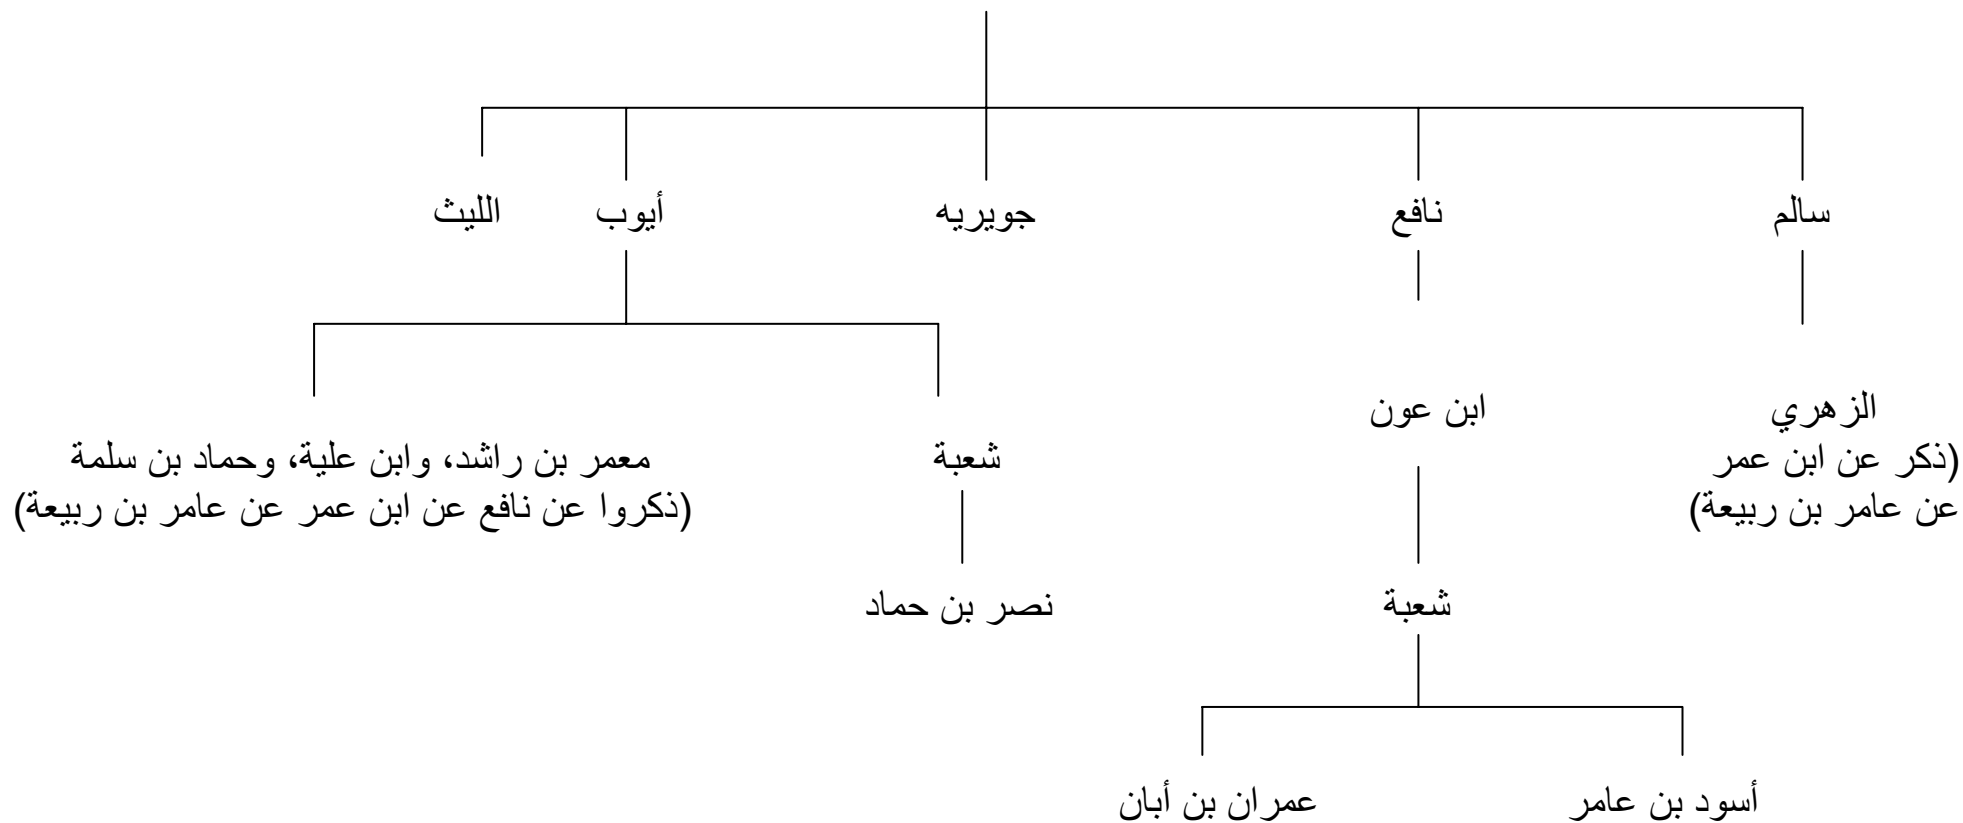 سالم
نافع
جويريه
أيوب
الليث
الزهري
(ذكر عن ابن عمر
عن عامر بن ربيعة)
ابن عون
شعبة
معمر بن راشد، وابن علية، وحماد بن سلمة
(ذكروا عن نافع عن ابن عمر عن عامر بن ربيعة)
شعبة
نصر بن حماد
أسود بن عامر
عمران بن أبان